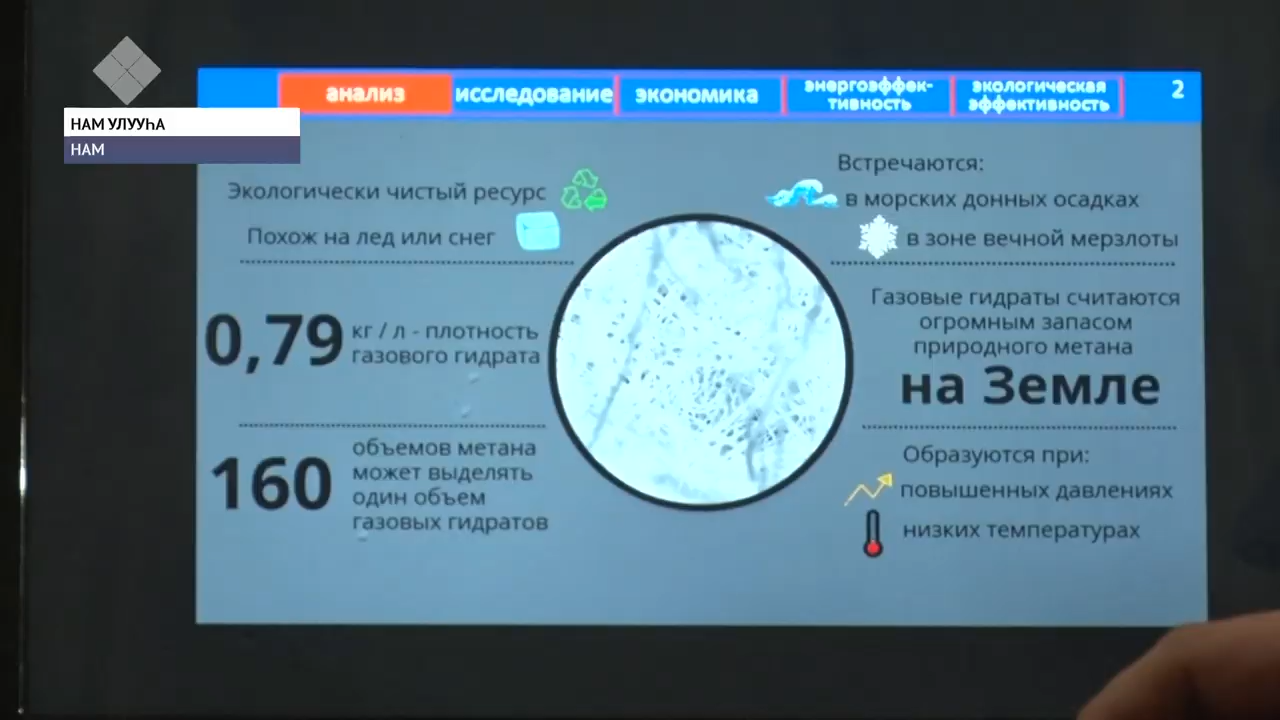 НАМ УЛУУҺА
НАМ
анализ
исследование
экономика
энергоэффек-
тивность
экологическая
эффективность
2
Экологически чистый ресурс
Похож на лед или снег
0,79
кг / л - плотность
газового гидрата
160
объемов метана
может выделять
один объем
газовых гидратов
Встречаются:
в морских донных осадках
в зоне вечной мерзлоты
Газовые гидраты считаются
огромным запасом
природного метана
на Земле
Образуются при:
повышенных давлениях
низких температурах